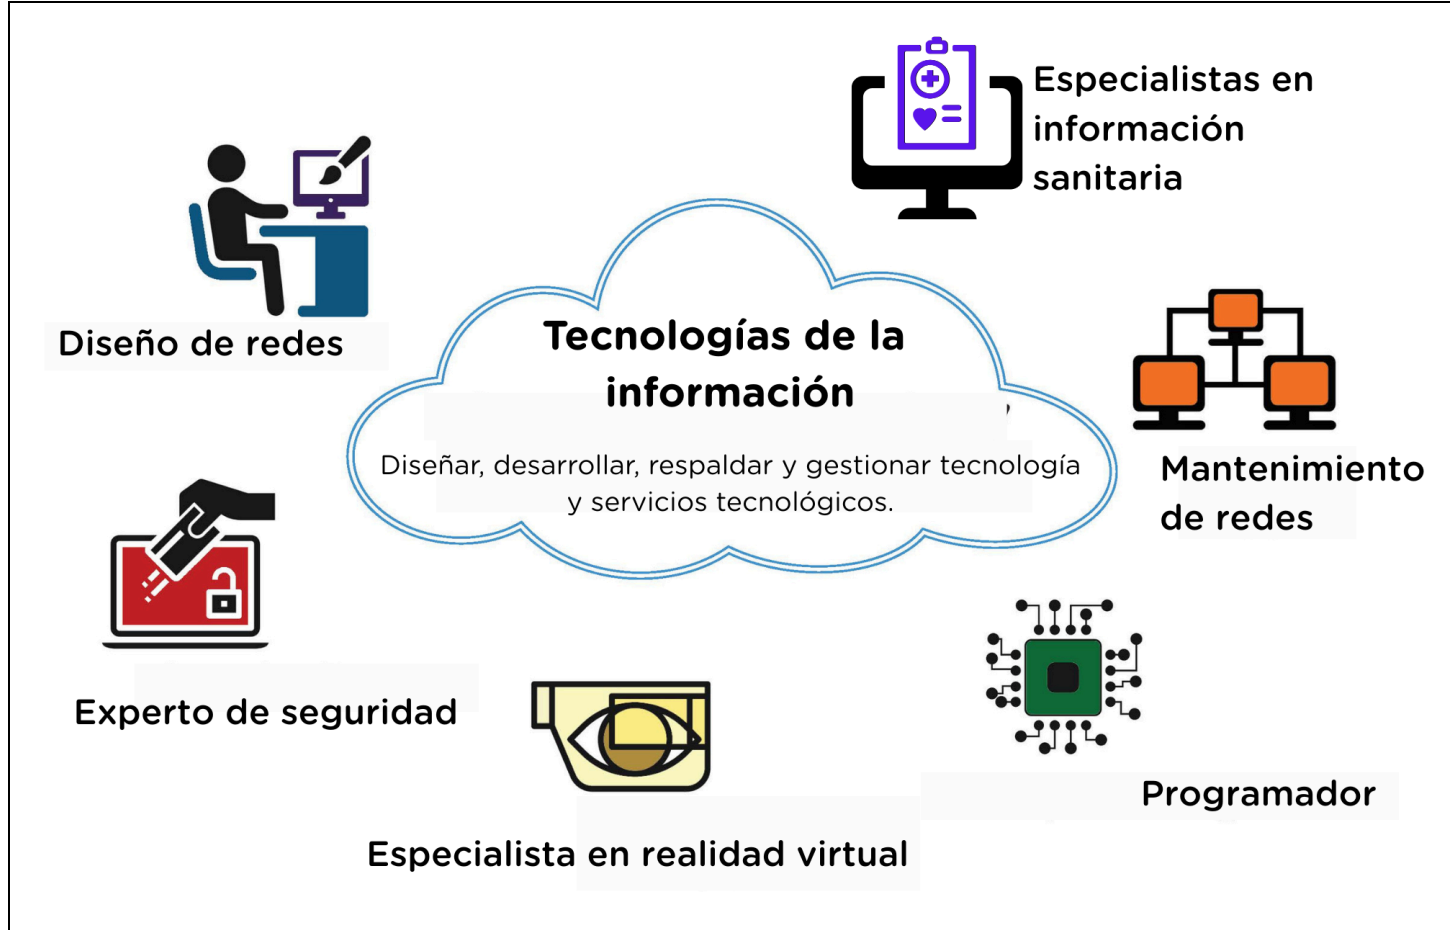 Especialistas en
información
sanitaria
Diseño de redes
Tecnologías de la
información
Diseñar, desarrollar, respaldar y gestionar tecnología
y servicios tecnológicos.
Mantenimiento
de redes
Experto de seguridad
Programador
Especialista en realidad virtual